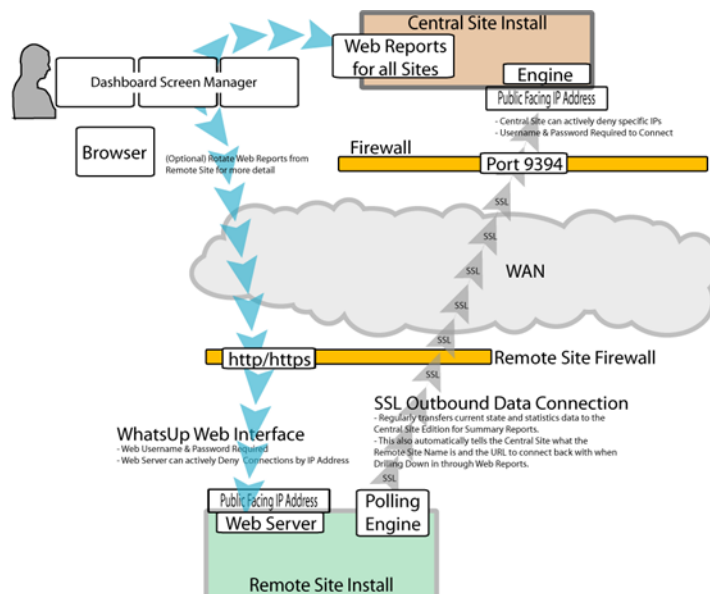 Central Site Install
Web Reports
for all Sites
Dashboard Screen Manager
Engine
Public Facing IP Address
- Central Site can actively deny specific IPs
- Username & Password Required to Connect
Browser
(Optional) Rotate Web Reports from
Remote Site for more detail
Firewall
Port 9394
SSL
SSL
SSL
SSL
WAN
SSL
http/https
Remote Site Firewall
SSL
SSL Outbound Data Connection
- Regularly transfers current state and statistics data to the
Central Site Edition for Summary Reports.
- This also automatically tells the Central Site what the
Remote Site Name is and the URL to connect back with when
Drilling Down in through Web Reports.
SSL
SSL
SSL
WhatsUp Web Interface
- Web Username & Password Required
- Web Server can actively Deny Connections by IP Address
SSL
Public Facing IP Address
Web Server
Polling
Engine
Remote Site Install